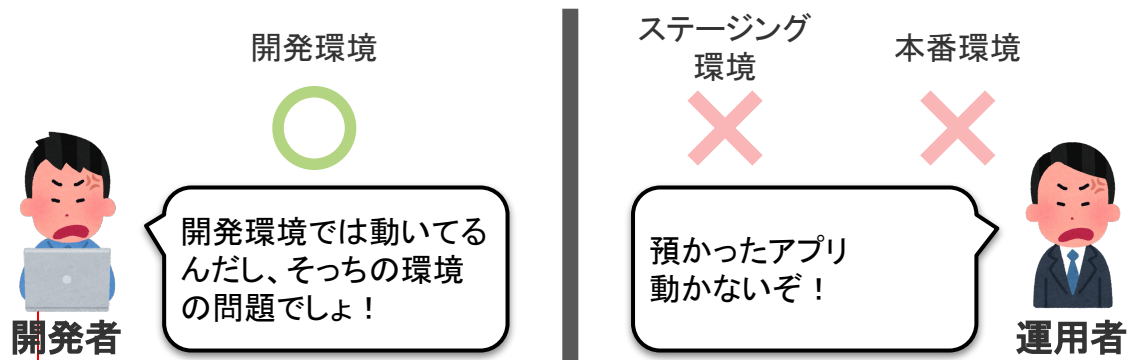 開発環境
ステージング
環境
本番環境
開発環境では動いてる
んだし、そっちの環境
の問題でしょ！
預かったアプリ
動かないぞ！
開発者
運用者